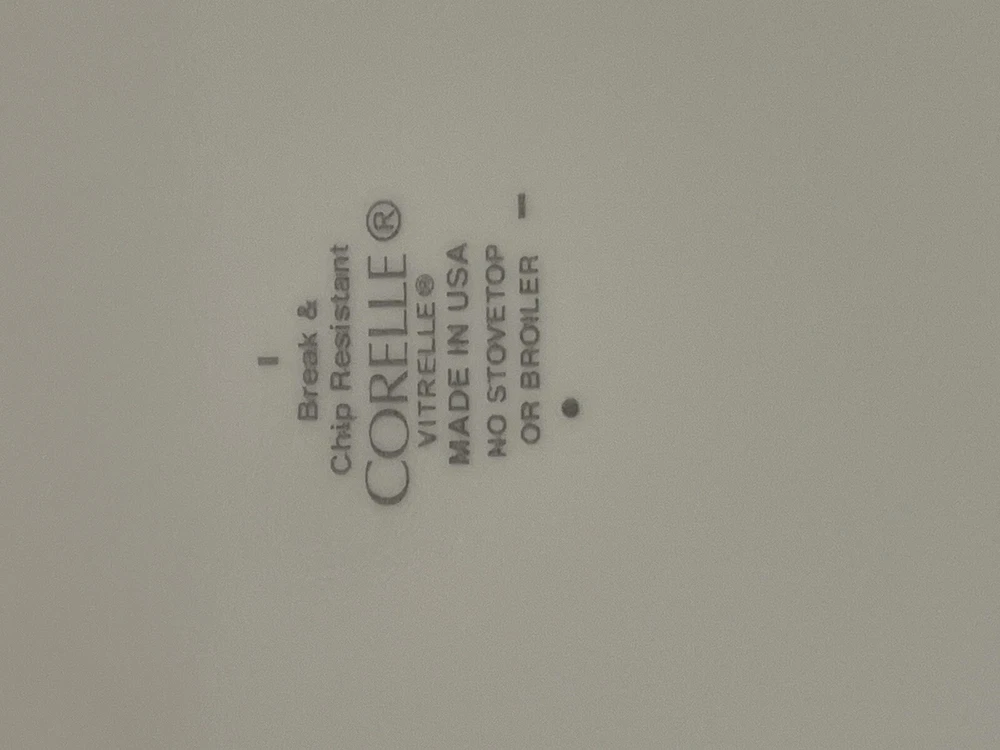 Break &
Chip Resistant
CORELLE®
VITRELLE®
MADE IN USA
NO STOVETOP
OR BROILER